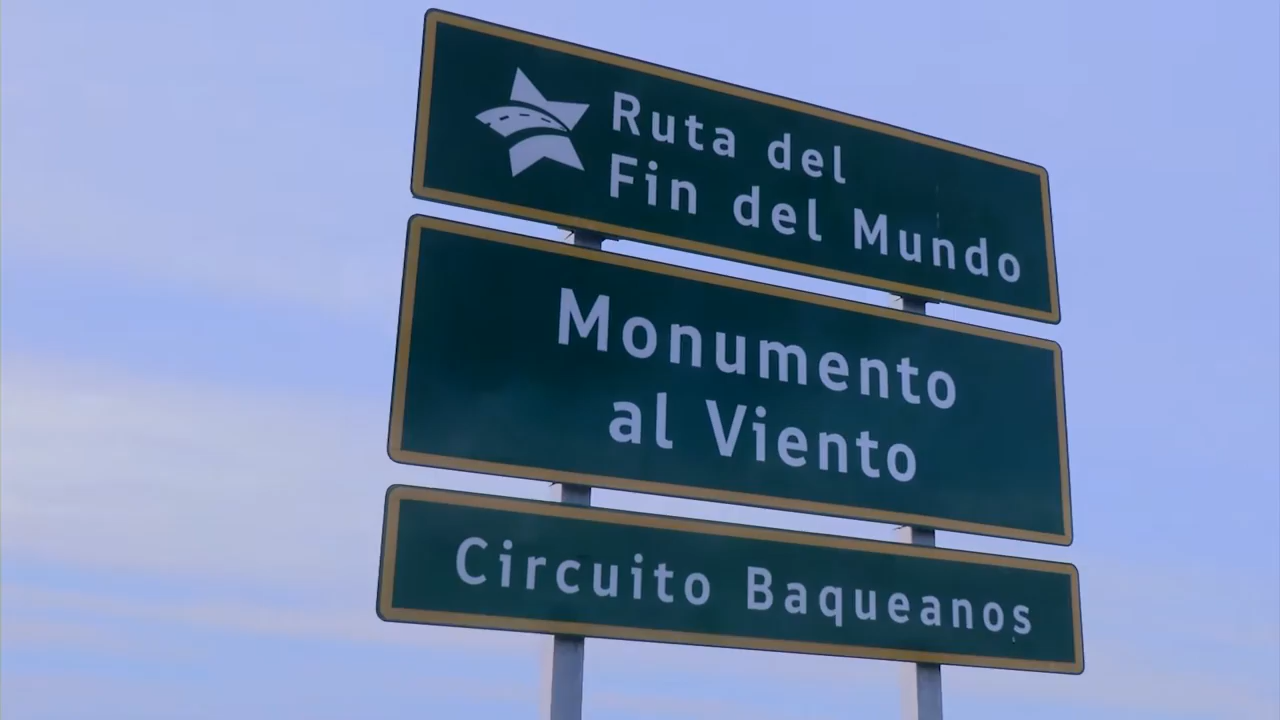 Ruta del
Fin del Mundo
Monumento
al Viento
Circuito Baqueanos